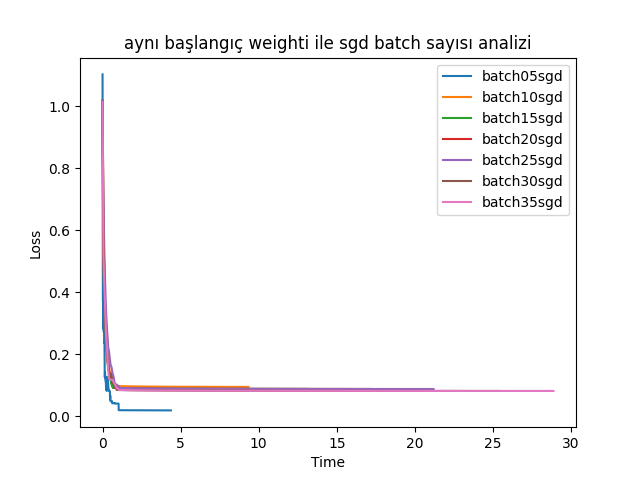 aynı başlangıç weighti ile sgd batch sayısı analizi
batch05sgd
batch10sgd
batch15sgd
batch20sgd
batch25sgd
batch30sgd
batch35sgd
Loss
1.0
0.8
0.6
0.4
0.2
0.0
0 5 10 15 20 25 30
Time